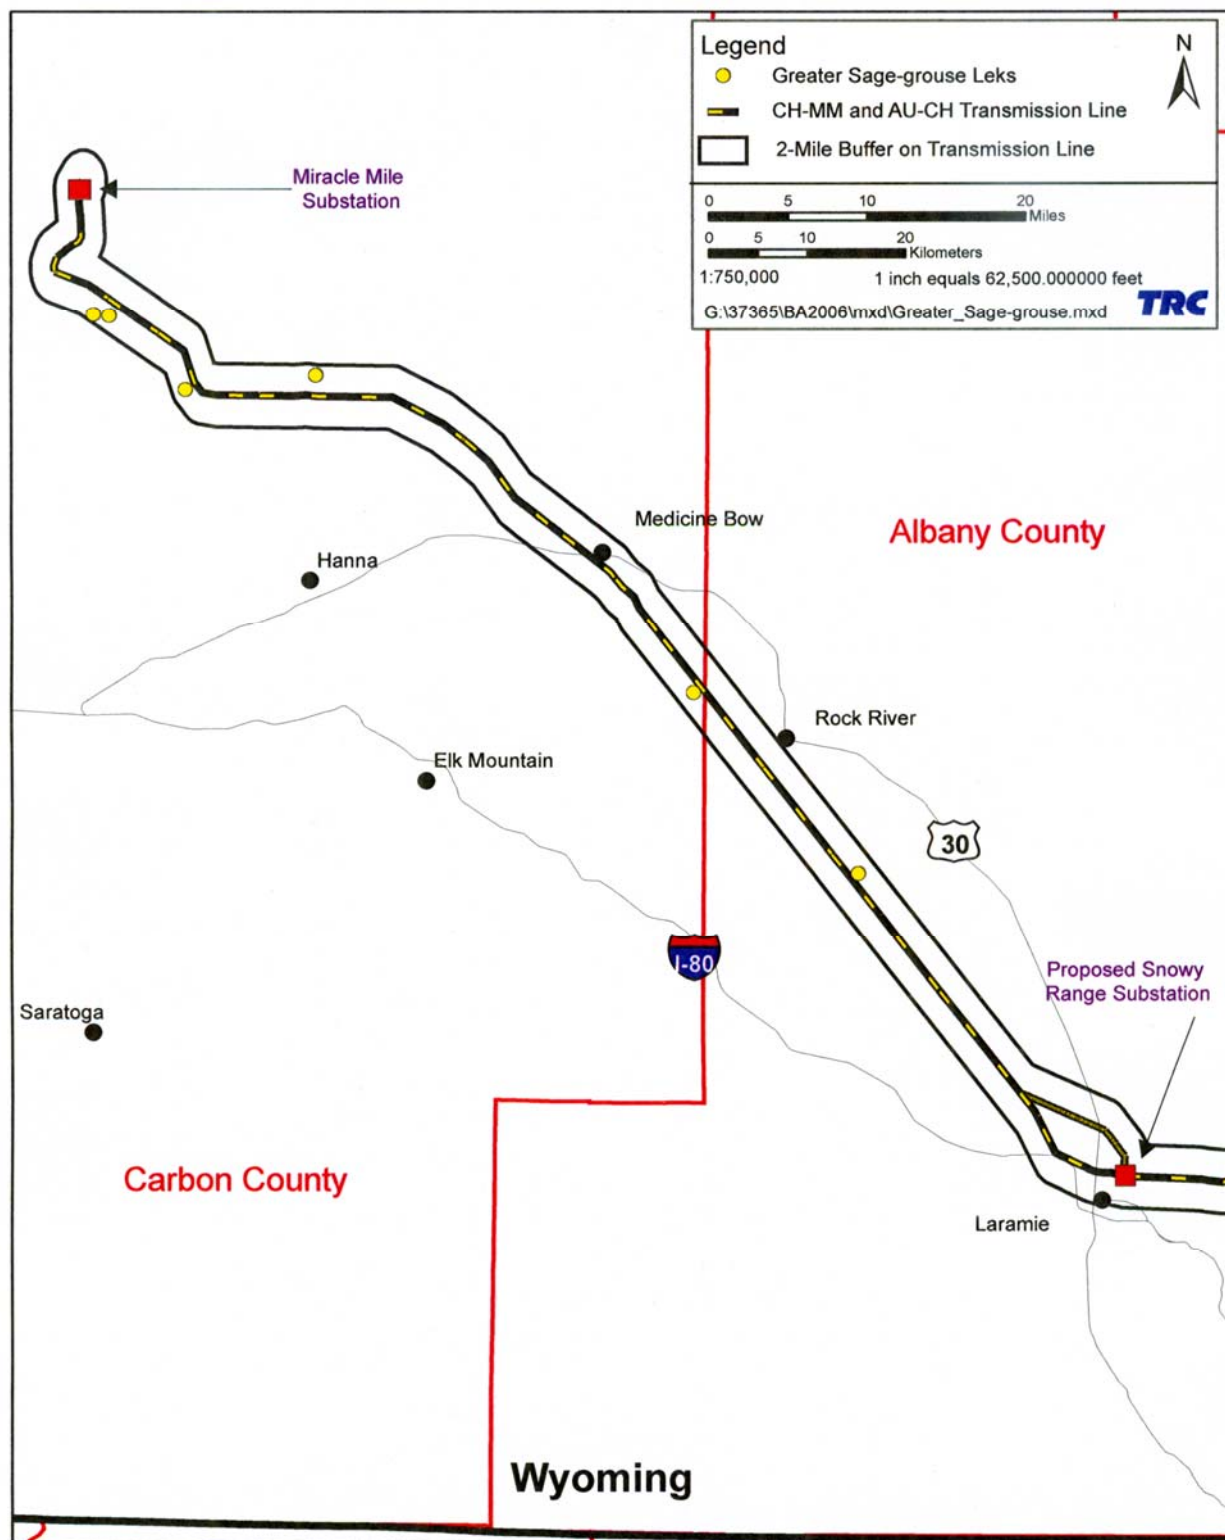 Legend
N
Greater Sage-grouse Leks
CH-MM and AU-CH Transmission Line
2-Mile Buffer on Transmission Line
0 5 10 20
Miles
0 5 10 20
Kilometers
1:750,000 1 inch equals 62,500.000000 feet
G:\37365\BA2006\mxd\Greater_Sage-grouse.mxd
TRC
Miracle Mile
Substation
Medicine Bow
Albany County
Hanna
Rock River
Elk Mountain
30
I-80
Proposed Snowy
Range Substation
Saratoga
Carbon County
Laramie
Wyoming